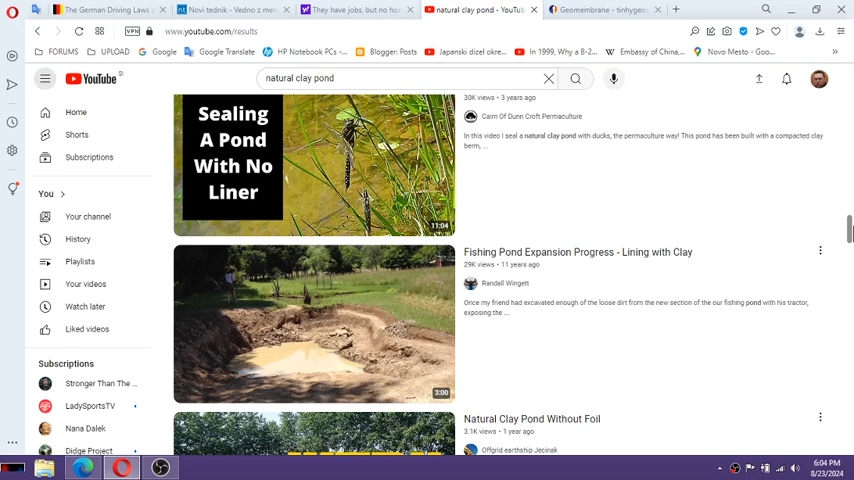 The German Driving Laws a
Novi tednik - Vedno z me
They have jobs, but no ho
natural clay pond - YouTub
Geomembrane - tinyhg
VPN
www.youtube.com/results
FORUMS
UPLOAD
Google
Google Translate
HP Notebook PCs -...
Blogger: Posts
Japanski dizel okre...
In 1999, Why a B-2...
Embassy of China,...
Novo Mesto - Goo...
YouTube SI
natural clay pond
Home
Shorts
Subscriptions
You
Your channel
History
Playlists
Your videos
Watch later
Liked videos
Subscriptions
Stronger Than The ...
LadySportsTV
Nana Dalek
Didge Project
Sealing
A Pond
With No
Liner
11:04
30K views • 3 years ago
Cairn Of Dunn Croft Permaculture
In this video I seal a natural clay pond with ducks, the permaculture way! This pond has been built with a compacted clay
berm, ...
3:00
Fishing Pond Expansion Progress - Lining with Clay
29K views • 11 years ago
Randall Wingett
Once my friend had excavated enough of the loose dirt from the new section of the our fishing pond with his tractor,
exposing the ...
Natural Clay Pond Without Foil
3.1K views • 1 year ago
Offgrid earthship Jecinak
6:04 PM
8/23/2024